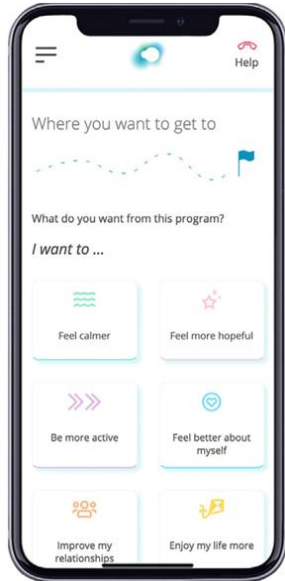 Help
Where you want to get to
What do you want from this program?
I want to ...
Feel calmer
Feel more hopeful
Be more active
Feel better about
myself
Improve my
relationships
Enjoy my life more